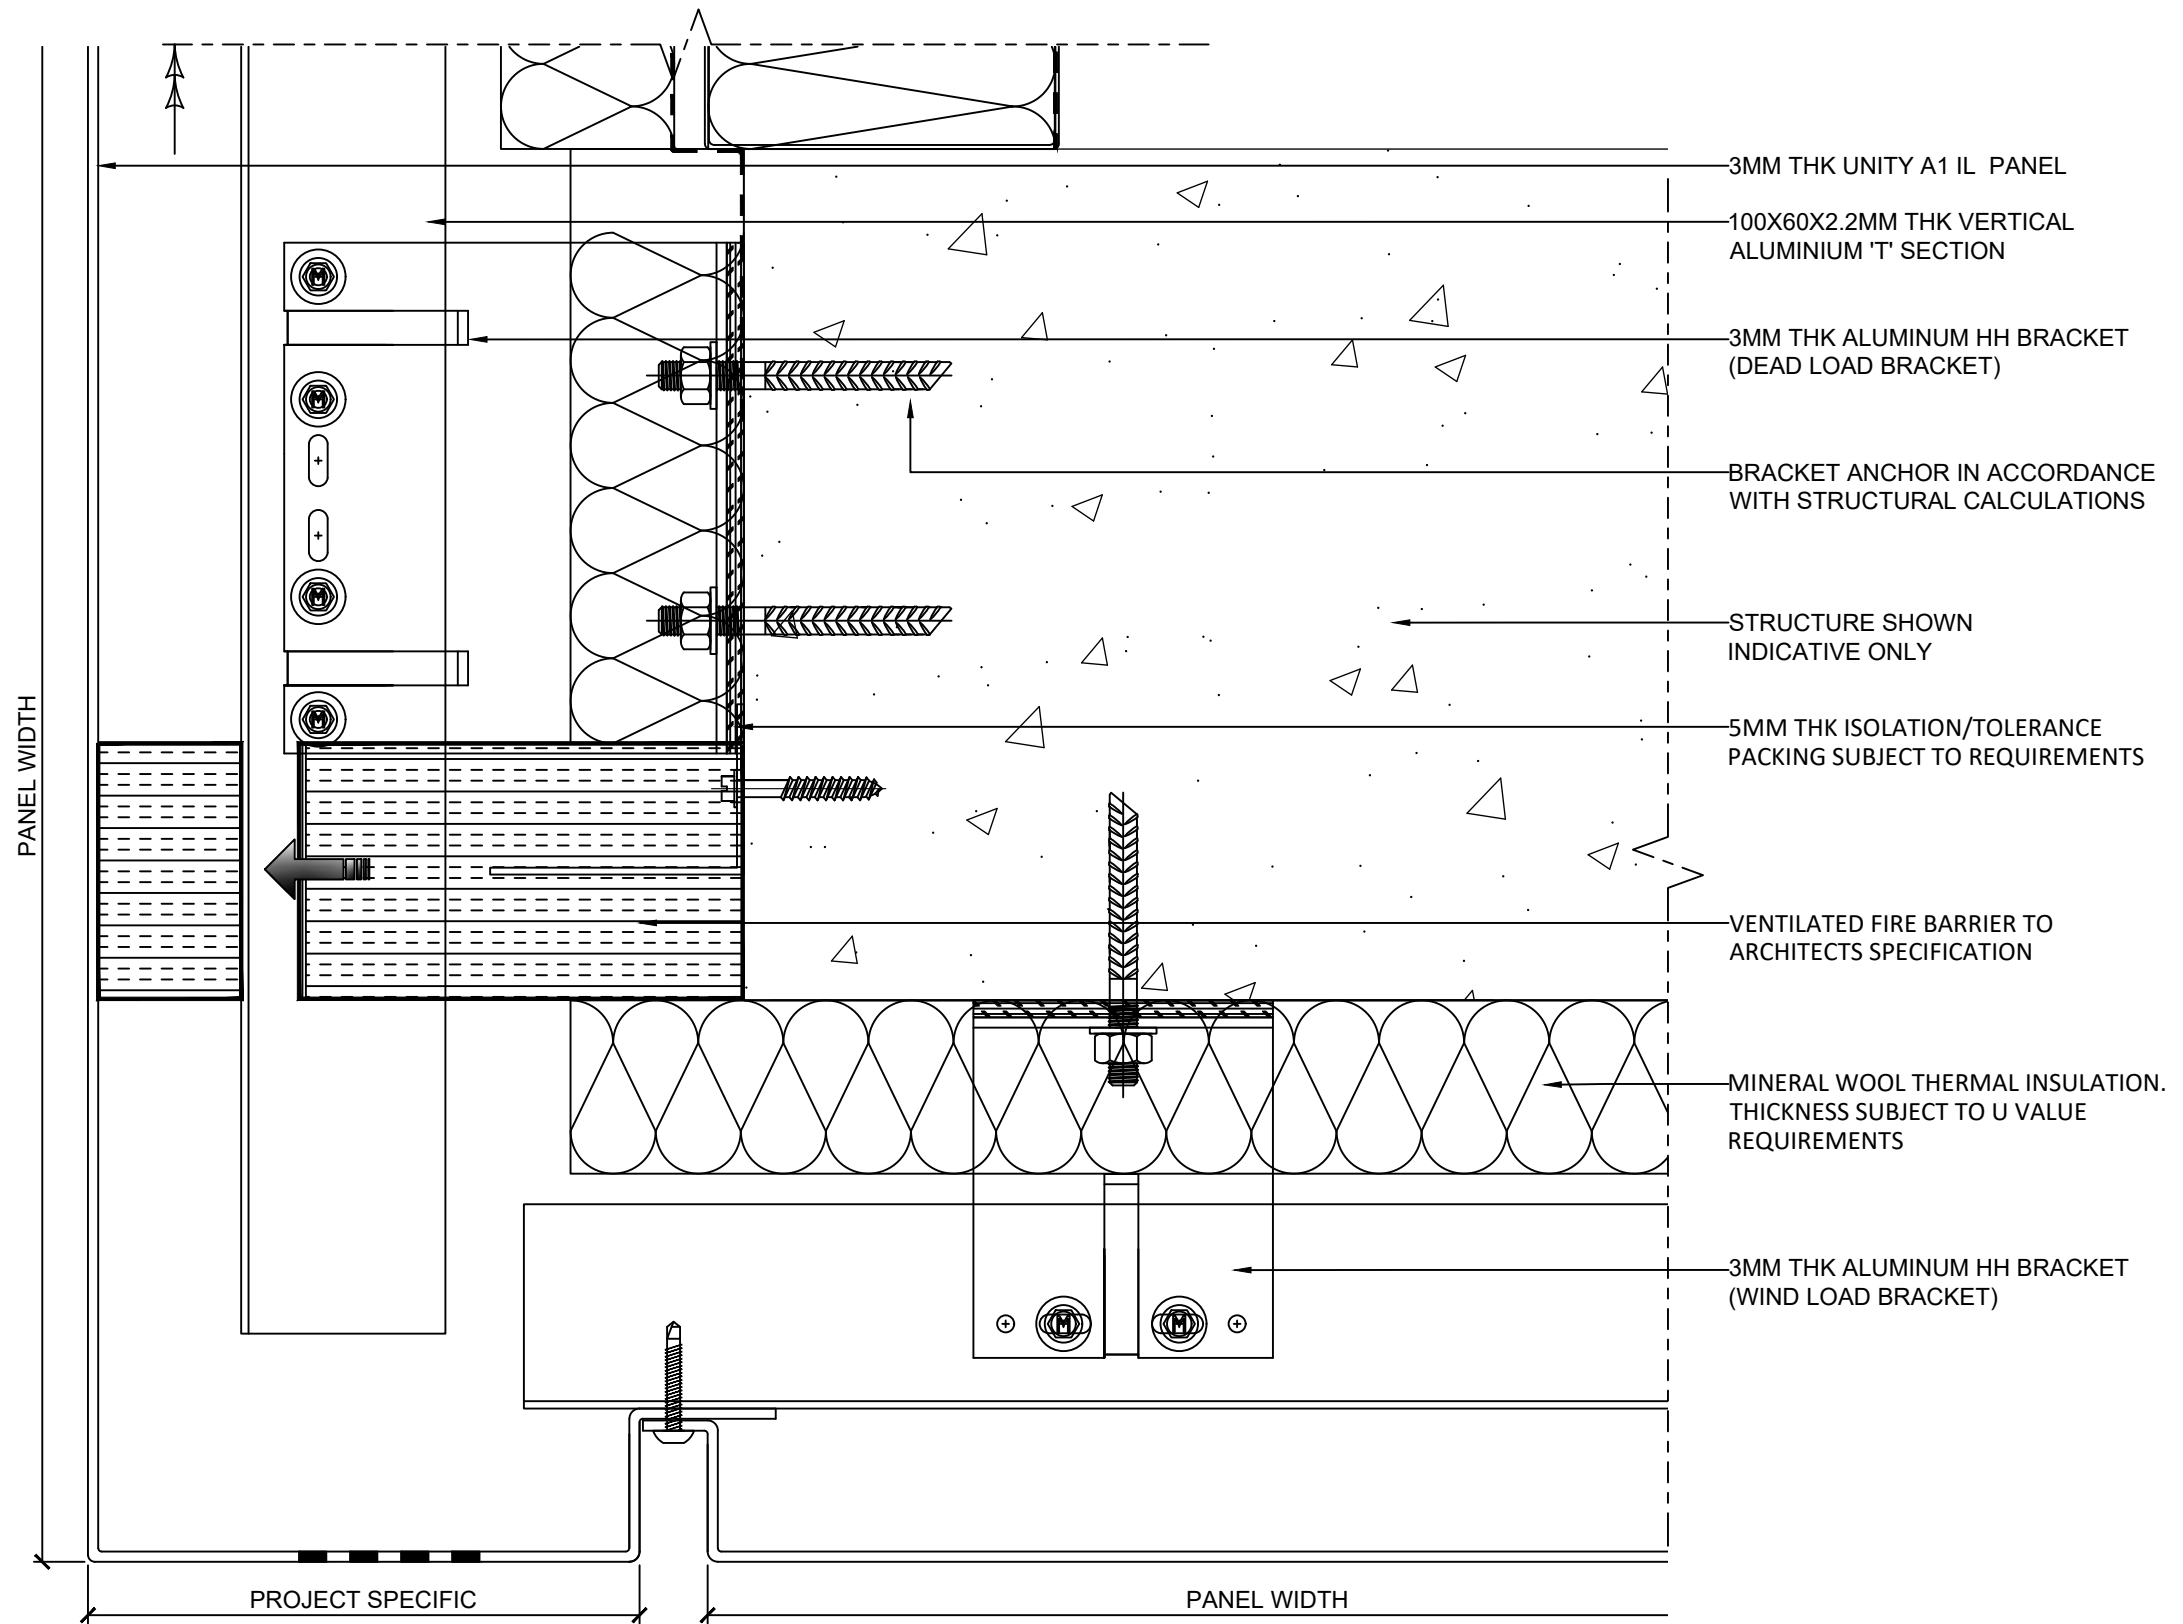 3MM THK UNITY A1 IL  PANEL
100X60X2.2MM THK VERTICAL
ALUMINIUM 'T' SECTION
3MM THK ALUMINUM HH BRACKET
(DEAD LOAD BRACKET)
BRACKET ANCHOR IN ACCORDANCE
WITH STRUCTURAL CALCULATIONS
STRUCTURE SHOWN
INDICATIVE ONLY
5MM THK ISOLATION/TOLERANCE
PACKING SUBJECT TO REQUIREMENTS
VENTILATED FIRE BARRIER TO
ARCHITECTS SPECIFICATION
MINERAL WOOL THERMAL INSULATION.
THICKNESS SUBJECT TO U VALUE
REQUIREMENTS
3MM THK ALUMINUM HH BRACKET
(WIND LOAD BRACKET)
PANEL WIDTH
PROJECT SPECIFIC
PANEL WIDTH